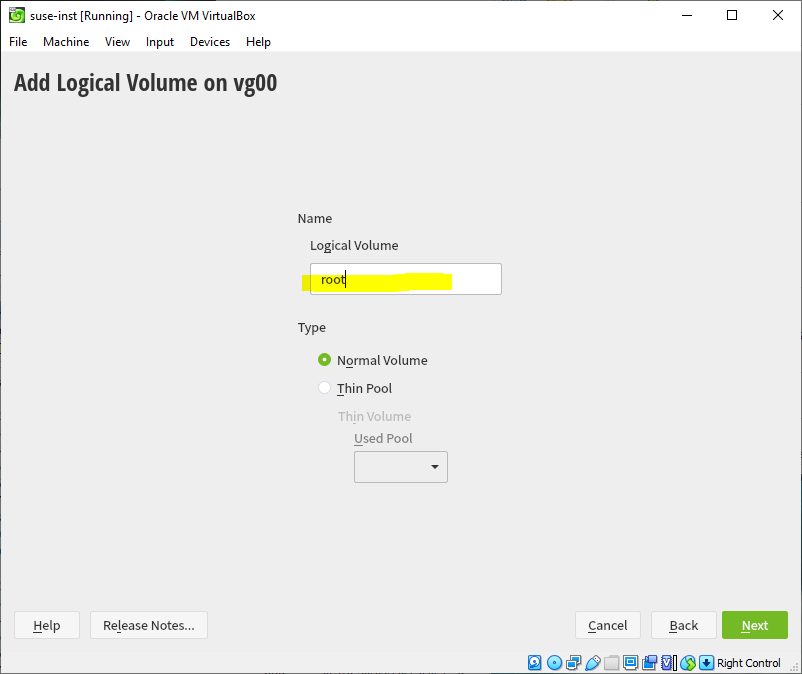 suse-inst [Running] - Oracle VM VirtualBox
File Machine View Input Devices Help
Add Logical Volume on vg00
Name
Logical Volume
root
Type
Normal Volume
Thin Pool
Thin Volume
Used Pool
Help Release Notes... Cancel Back Next
Right Control